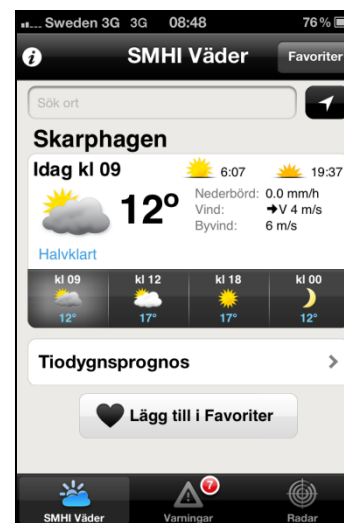 Sweden 3G 3G 08:48 76 %
SMHI Väder Favoriter
Sök ort
Skarphagen
Idag kl 09 6:07 19:37
12° Nederbörd: 0.0 mm/h
Vind: ➔V 4 m/s
Byvind: 6 m/s
Halvklart
kl 09 kl 12 kl 18 kl 00
12° 17° 17° 12°
Tiodygnsprognos
Lägg till i Favoriter
7
SMHI Väder Varningar Radar